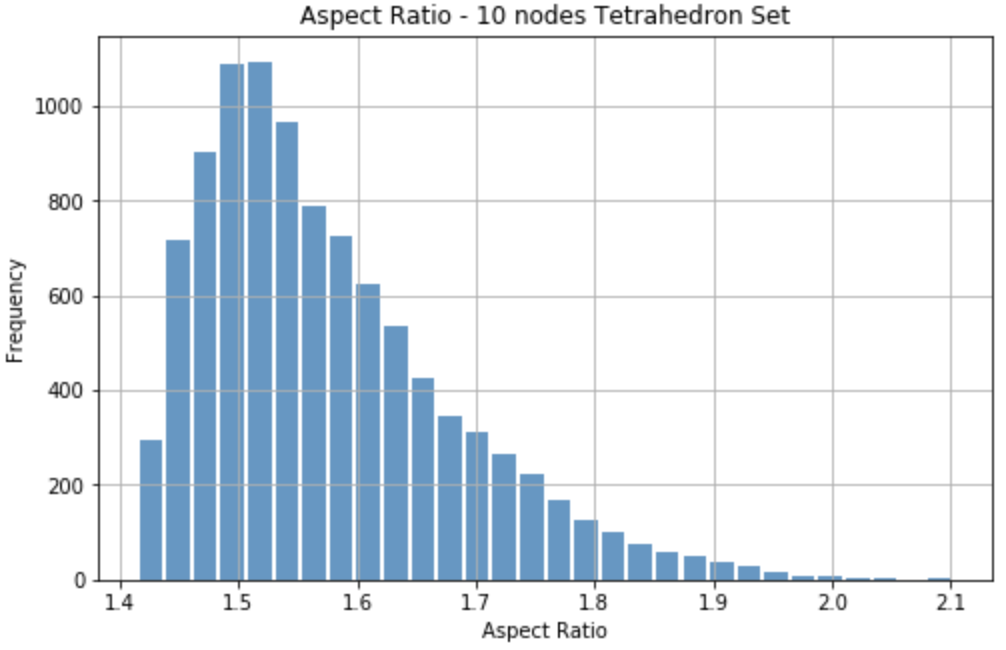 Aspect Ratio - 10 nodes Tetrahedron Set
Frequency
1000
800
600
400
200
0
1.4 1.5 1.6 1.7 1.8 1.9 2.0 2.1
Aspect Ratio